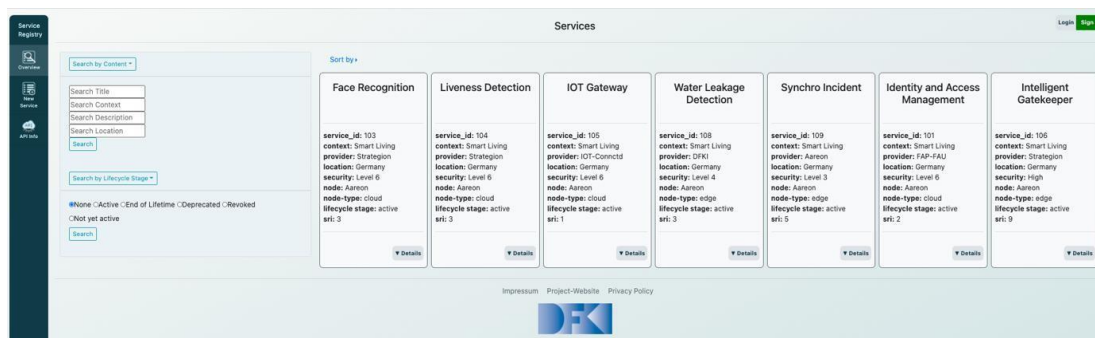 Service
Registry
Overview
New
Service
API Info
Services
Login
Sign
Search by Content
Search Title
Search Context
Search Description
Search Location
Search
Search by Lifecycle Stage
None Active End of Lifetime Deprecated Revoked
Not yet active
Search
Sort by
Face Recognition
service_id: 103
context: Smart Living
provider: Strategion
location: Germany
security: Level 6
node: Aareon
node-type: cloud
lifecycle stage: active
sri: 3
▼ Details
Liveness Detection
service_id: 104
context: Smart Living
provider: Strategion
location: Germany
security: Level 6
node: Aareon
node-type: cloud
lifecycle stage: active
sri: 3
▼ Details
IOT Gateway
service_id: 105
context: Smart Living
provider: IOT-Connctd
location: Germany
security: Level 6
node: Aareon
node-type: cloud
lifecycle stage: active
sri: 1
▼ Details
Water Leakage
Detection
service_id: 108
context: Smart Living
provider: DFKI
location: Germany
security: Level 4
node: Aareon
node-type: edge
lifecycle stage: active
sri: 3
▼ Details
Synchro Incident
service_id: 109
context: Smart Living
provider: Aareon
location: Germany
security: Level 3
node: Aareon
node-type: edge
lifecycle stage: active
sri: 5
▼ Details
Identity and Access
Management
service_id: 101
context: Smart Living
provider: FAP-FAU
location: Germany
security: Level 6
node: Aareon
node-type: cloud
lifecycle stage: active
sri: 2
▼ Details
Intelligent
Gatekeeper
service_id: 106
context: Smart Living
provider: Strategion
location: Germany
security: High
node: Aareon
node-type: edge
lifecycle stage: active
sri: 9
▼ Details
Impressum Project-Website Privacy Policy
DFKI